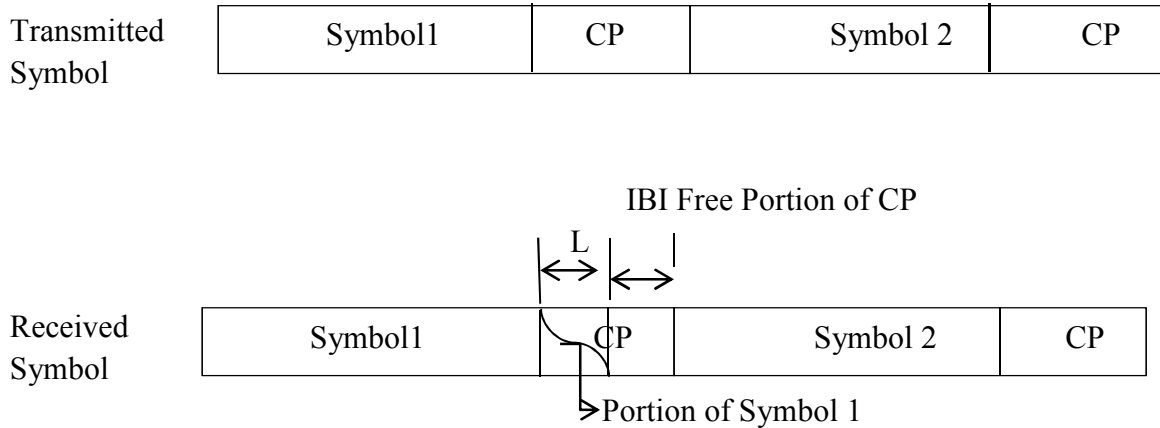 Transmitted
Symbol
Symbol1
CP
Symbol 2
CP
IBI Free Portion of CP
L
Received
Symbol
Symbol1
CP
Symbol 2
CP
Portion of Symbol 1